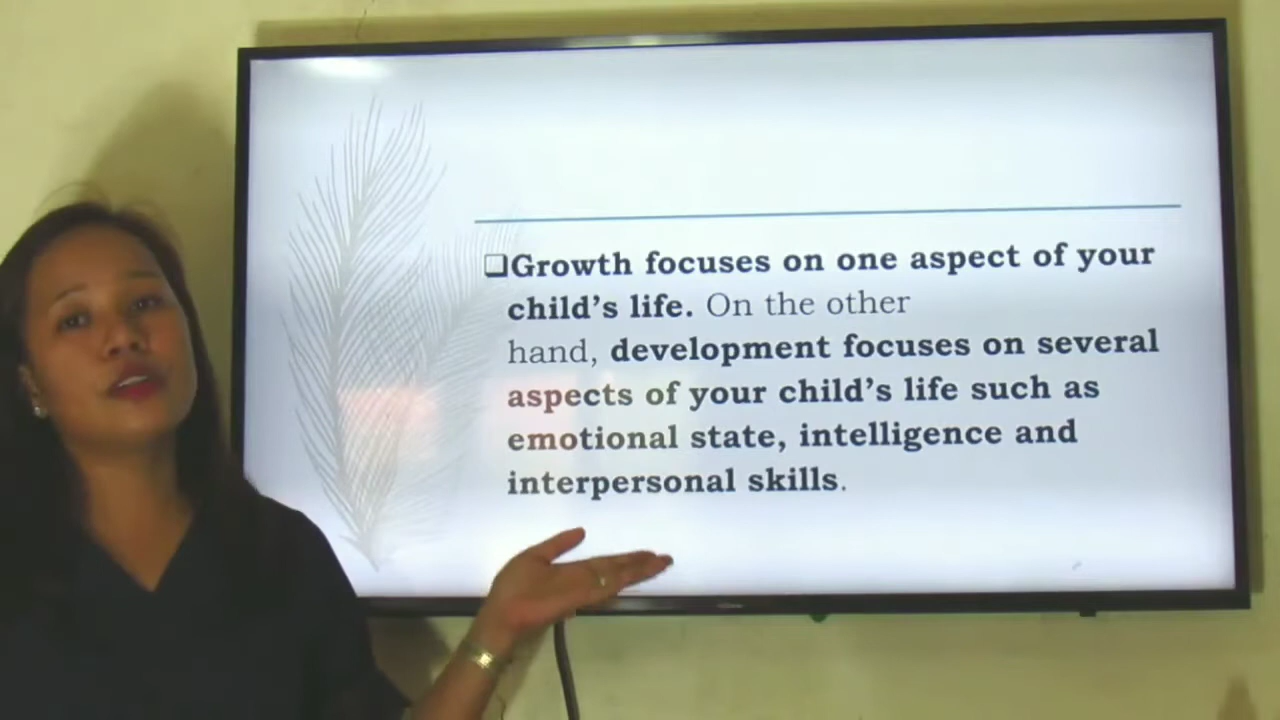 ❑Growth focuses on one aspect of your
child's life. On the other
hand, development focuses on several
aspects of your child's life such as
emotional state, intelligence and
interpersonal skills.